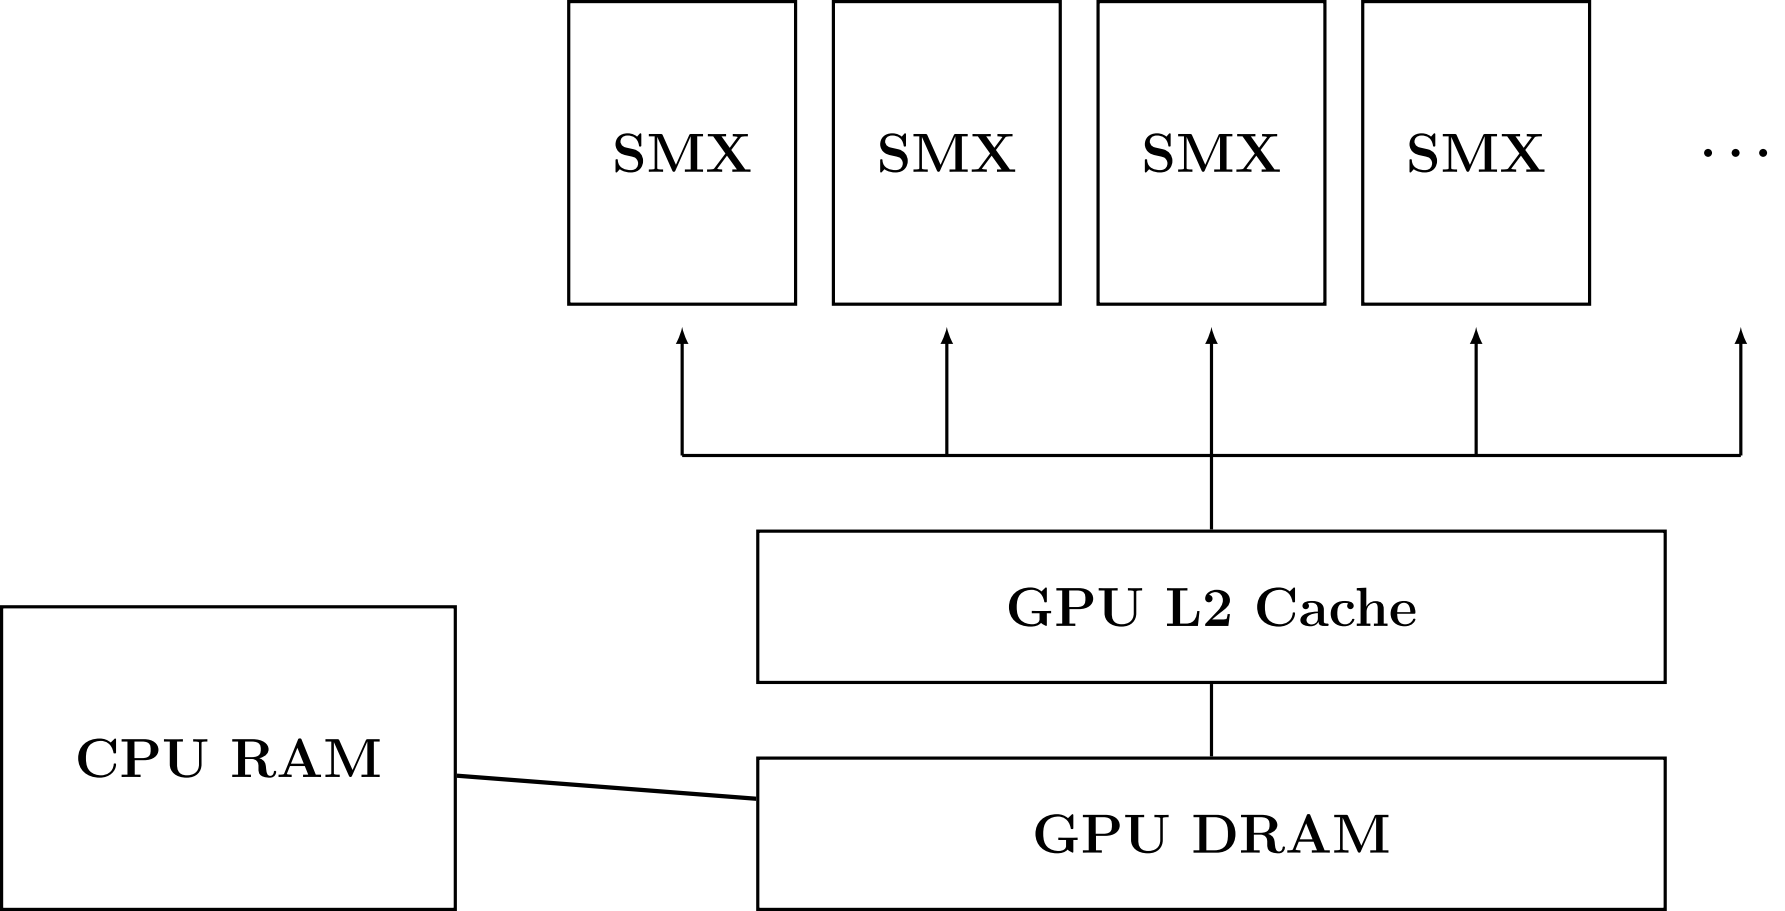 SMX SMX SMX SMX ...
GPU L2 Cache
CPU RAM
GPU DRAM